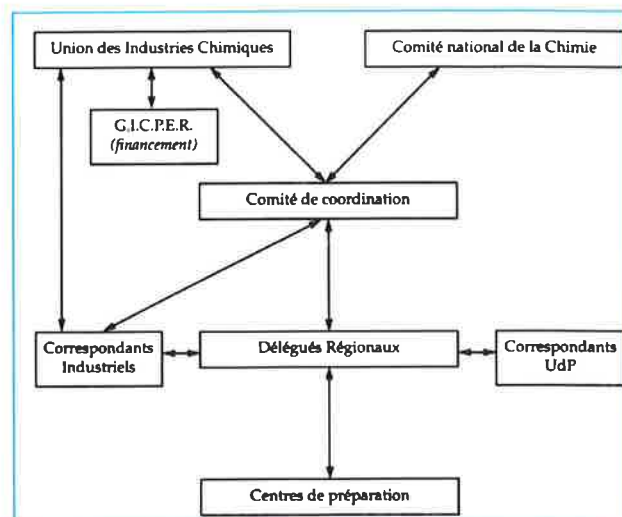 Union des Industries Chimiques
Comité national de la Chimie
G.I.C.P.E.R.
(financement)
Comité de coordination
Correspondants
Industriels
Délégués Régionaux
Correspondants
UdP
Centres de préparation